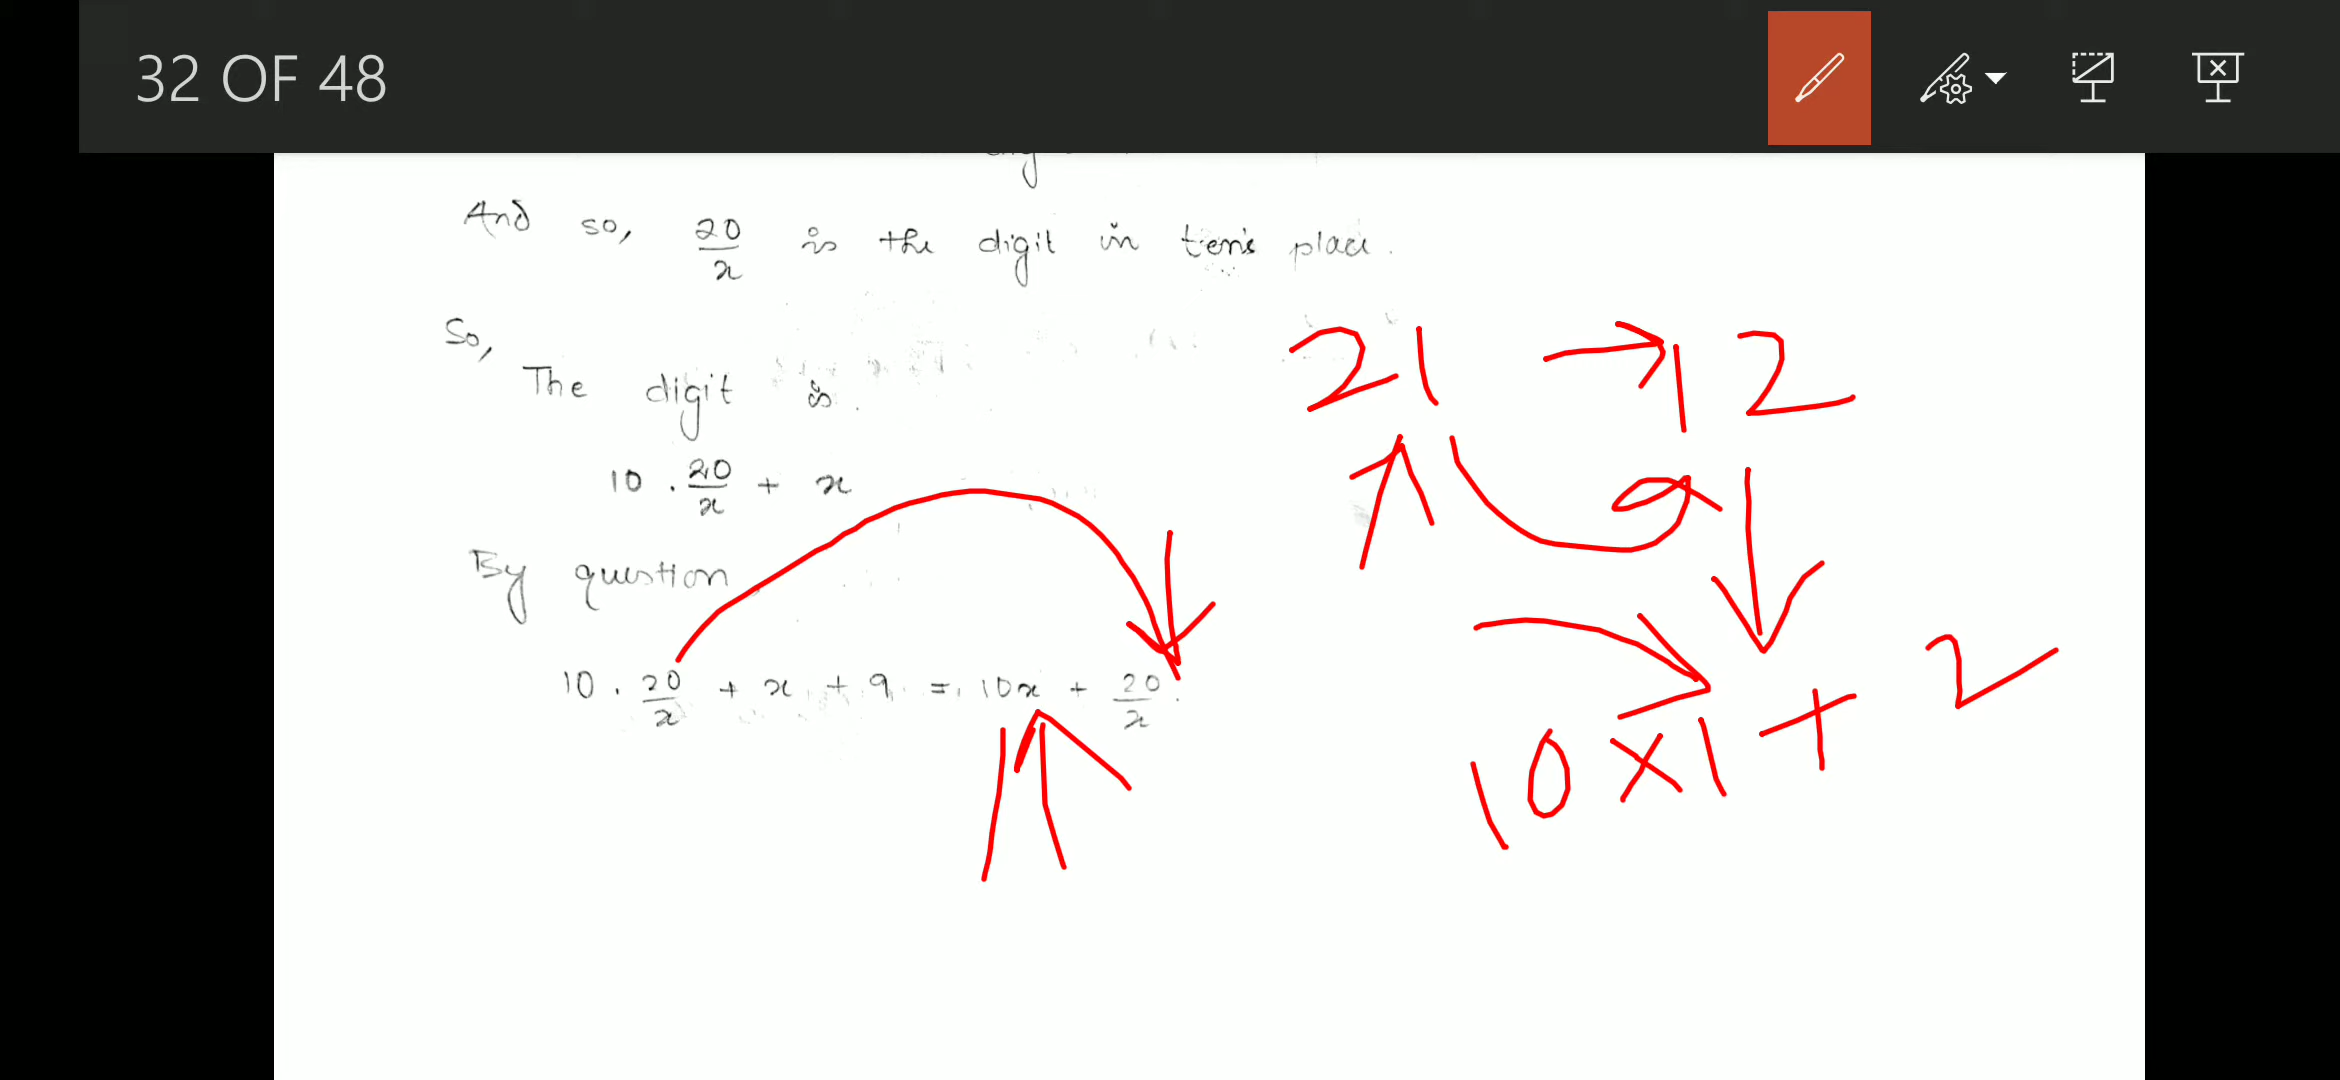 32 OF 48
And so, 20/x is the digit in ten's place.
So,
The digit is.
10 . 20/x + x
By question
10 . 20/x + x + 9 = 10x + 20/x.
21 → 12
10 × 1 + 2